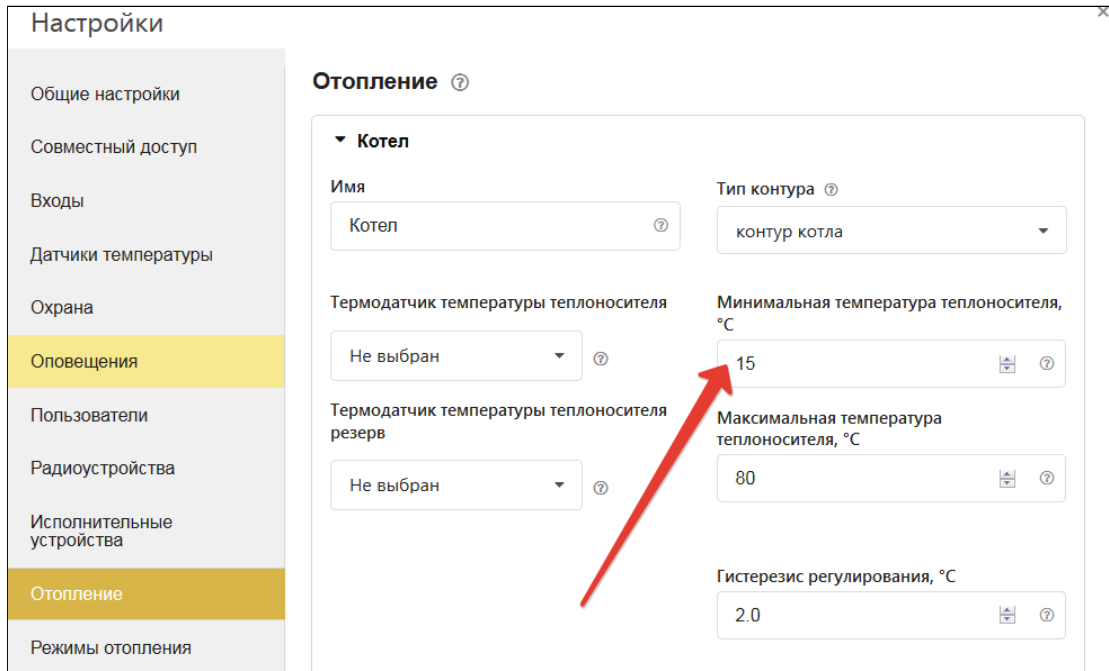 Настройки
Общие настройки
Совместный доступ
Входы
Датчики температуры
Охрана
Оповещения
Пользователи
Радиоустройства
Исполнительные
устройства
Отопление
Режимы отопления
Отопление
Котел
Имя
Котел
Тип контура
контур котла
Термодатчик температуры теплоносителя
Не выбран
Минимальная температура теплоносителя,
°C
15
Термодатчик температуры теплоносителя
резерв
Не выбран
Максимальная температура
теплоносителя, °C
80
Гистерезис регулирования, °C
2.0